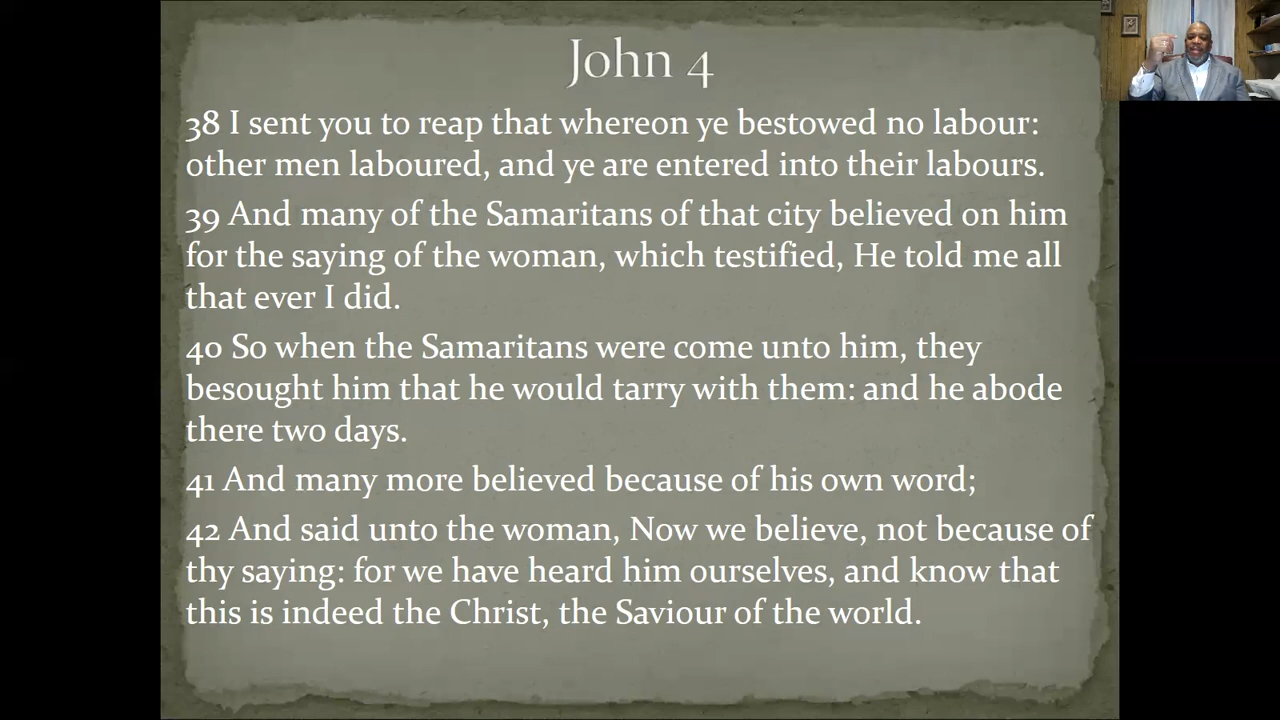 John 4
38 I sent you to reap that whereon ye bestowed no labour:
other men laboured, and ye are entered into their labours.
39 And many of the Samaritans of that city believed on him
for the saying of the woman, which testified, He told me all
that ever I did.
40 So when the Samaritans were come unto him, they
besought him that he would tarry with them: and he abode
there two days.
41 And many more believed because of his own word;
42 And said unto the woman, Now we believe, not because of
thy saying: for we have heard him ourselves, and know that
this is indeed the Christ, the Saviour of the world.